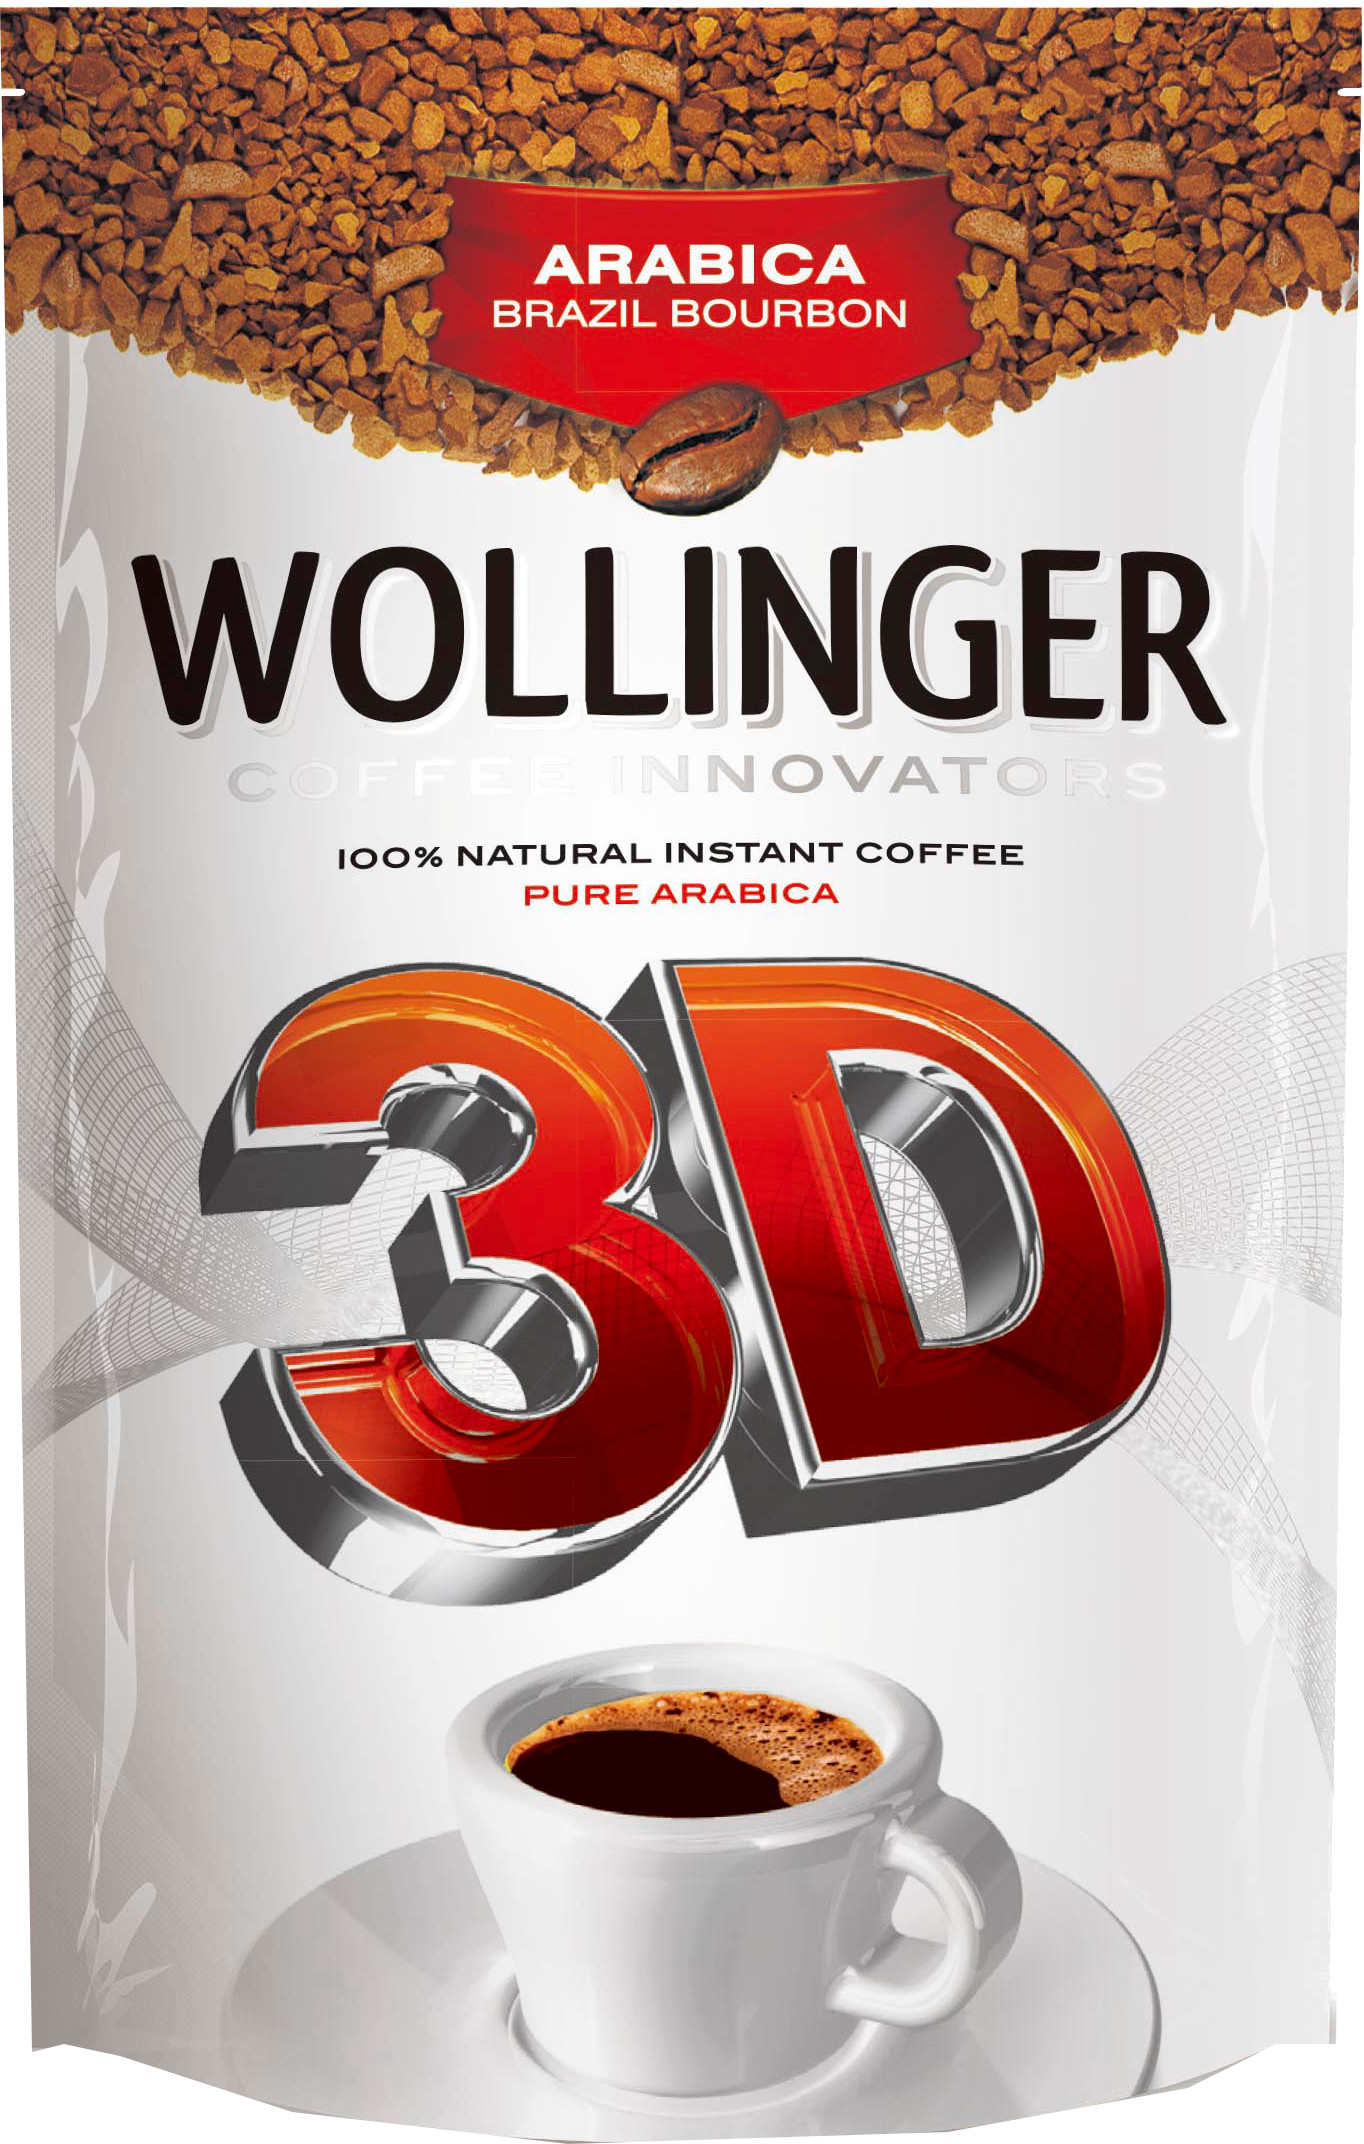 ARABICA
BRAZIL BOURBON
WOLLINGER
COFFEE INNOVATORS
100% NATURAL INSTANT COFFEE
PURE ARABICA
3D